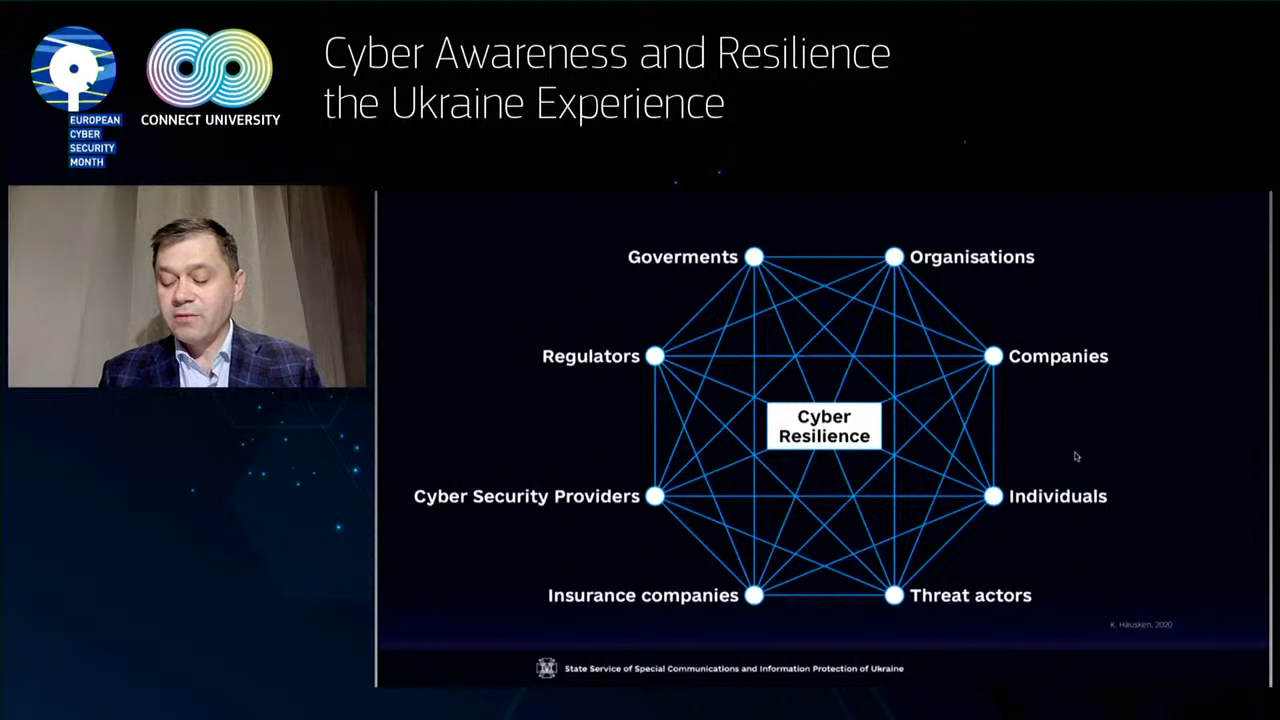 Cyber Awareness and Resilience
the Ukraine Experience
EUROPEAN
CYBER
SECURITY
MONTH
CONNECT UNIVERSITY
Goverments
Organisations
Regulators
Companies
Cyber
Resilience
Cyber Security Providers
Individuals
Insurance companies
Threat actors
K. Hausken, 2020
State Service of Special Communications and Information Protection of Ukraine